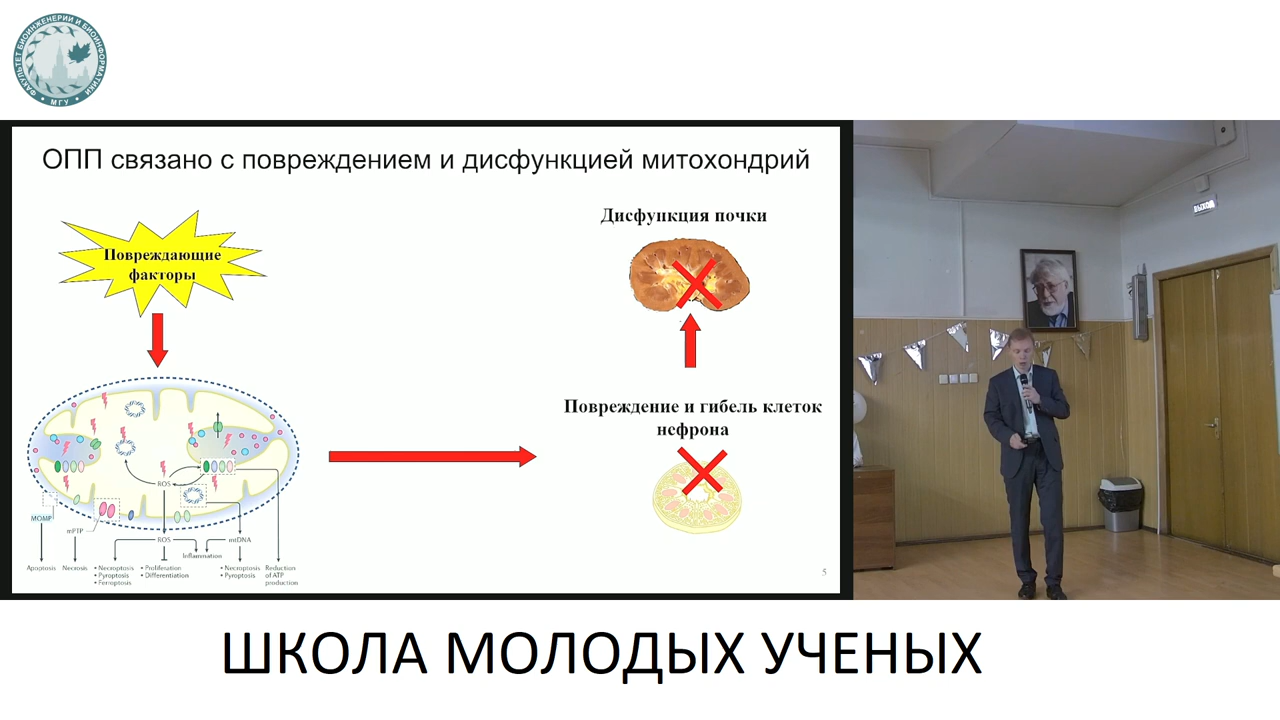 ФАКУЛЬТЕТ БИОИНЖЕНЕРИИ И БИОИНФОРМАТИКИ
МГУ
ОПП связано с повреждением и дисфункцией митохондрий
Повреждающие
факторы
Дисфункция почки
Повреждение и гибель клеток
нефрона
ROS
MOMP
mPTP
ROS
mtDNA
Inflammation
Apoptosis
Necrosis
• Necroptosis
• Pyroptosis
• Ferroptosis
• Proliferation
• Differentiation
• Necroptosis
• Pyroptosis
Reduction
of ATP
production
5
ВЫХОД
ШКОЛА МОЛОДЫХ УЧЕНЫХ